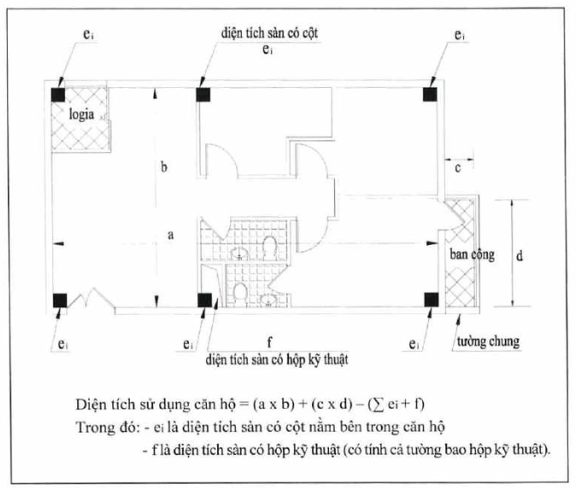 eᵢ
diện tích sàn có cột
eᵢ
eᵢ
logia
b
c
a
ban công
d
eᵢ
eᵢ
f
eᵢ
tường chung
diện tích sàn có hộp kỹ thuật
Diện tích sử dụng căn hộ = (a x b) + (c x d) – (∑ eᵢ + f)
Trong đó: - eᵢ là diện tích sàn có cột nằm bên trong căn hộ
- f là diện tích sàn có hộp kỹ thuật (có tính cả tường bao hộp kỹ thuật).